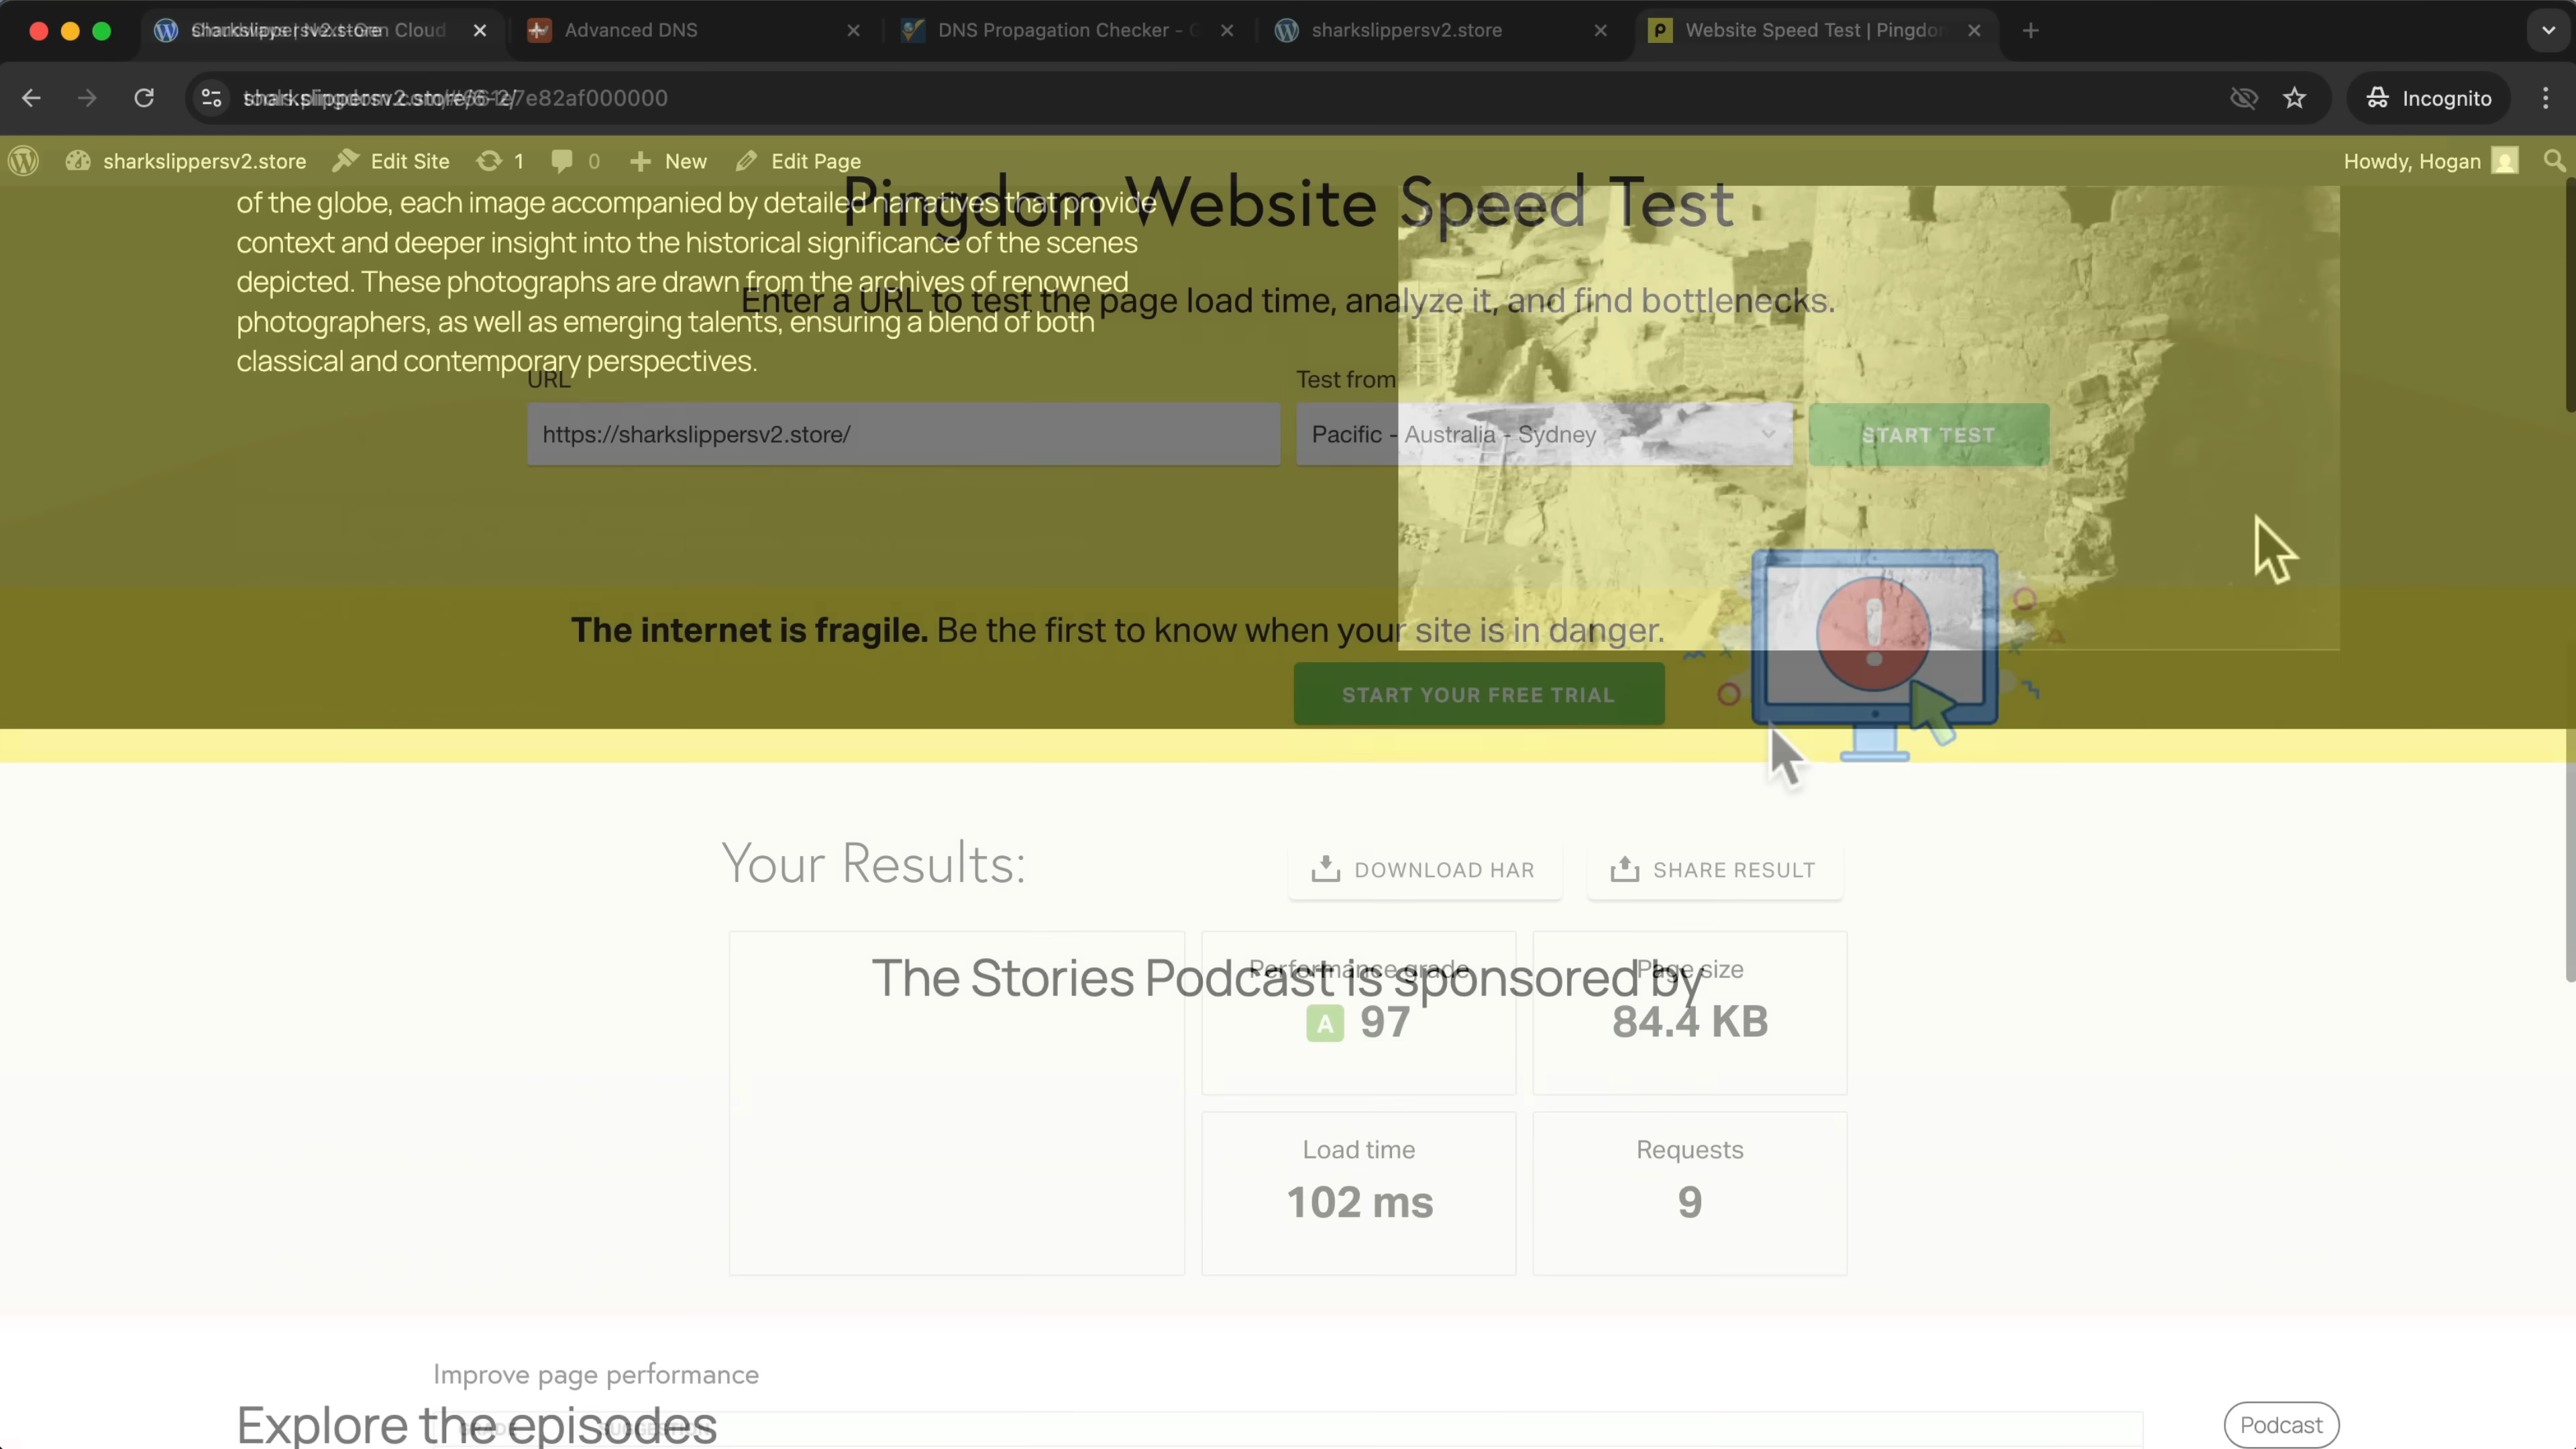 sharkslippersv2.store
Advanced DNS
DNS Propagation Checker - G
sharkslippersv2.store
Website Speed Test | Pingdom
Incognito
sharkslippersv2.store
Edit Site
1
0
New
Edit Page
Howdy, Hogan
of the globe, each image accompanied by detailed narratives that provide
context and deeper insight into the historical significance of the scenes
depicted. These photographs are drawn from the archives of renowned
photographers, as well as emerging talents, ensuring a blend of both
classical and contemporary perspectives.
Pingdom Website Speed Test
Enter a URL to test the page load time, analyze it, and find bottlenecks.
URL
Test from
https://sharkslippersv2.store/
Pacific - Australia - Sydney
START TEST
The internet is fragile. Be the first to know when your site is in danger.
START YOUR FREE TRIAL
Your Results:
DOWNLOAD HAR
SHARE RESULT
The Stories Podcast is sponsored by
Performance grade
A 97
Page size
84.4 KB
Load time
102 ms
Requests
9
Improve page performance
Explore the episodes
Podcast